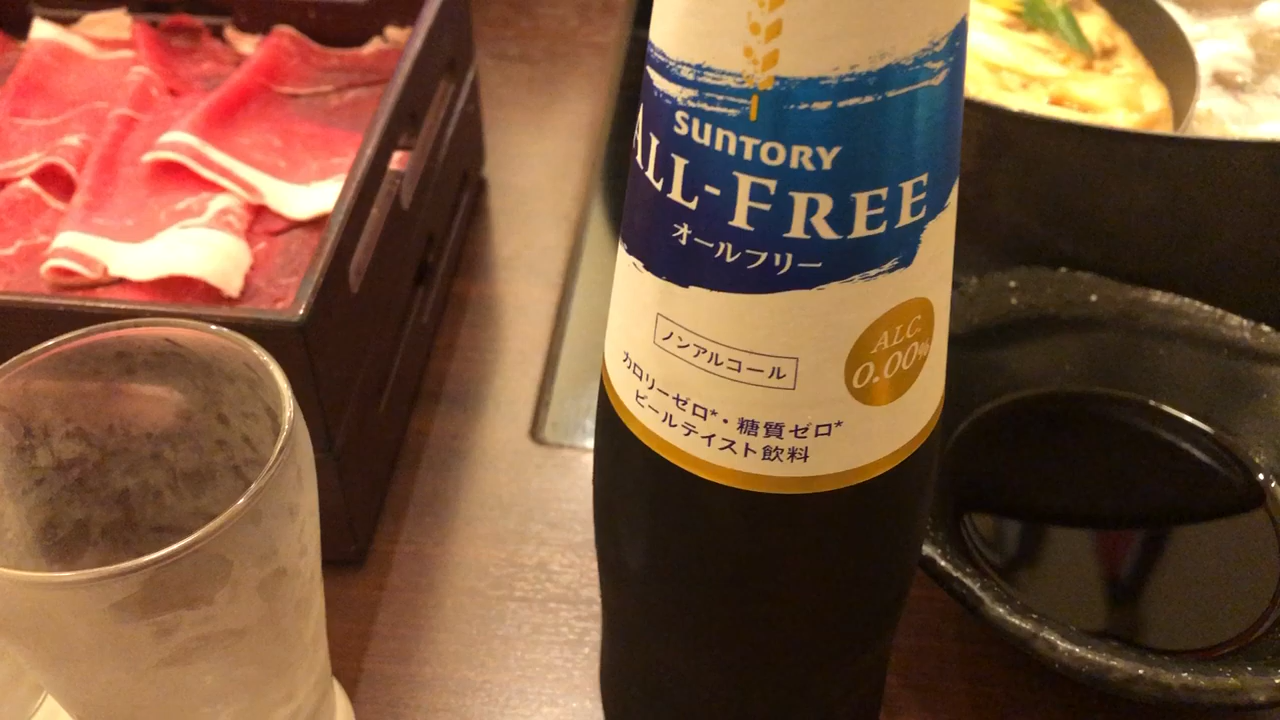 SUNTORY
ALL-FREE
オールフリー
ノンアルコール
ALC.
0.00%
カロリーゼロ*・糖質ゼロ*
ビールテイスト飲料